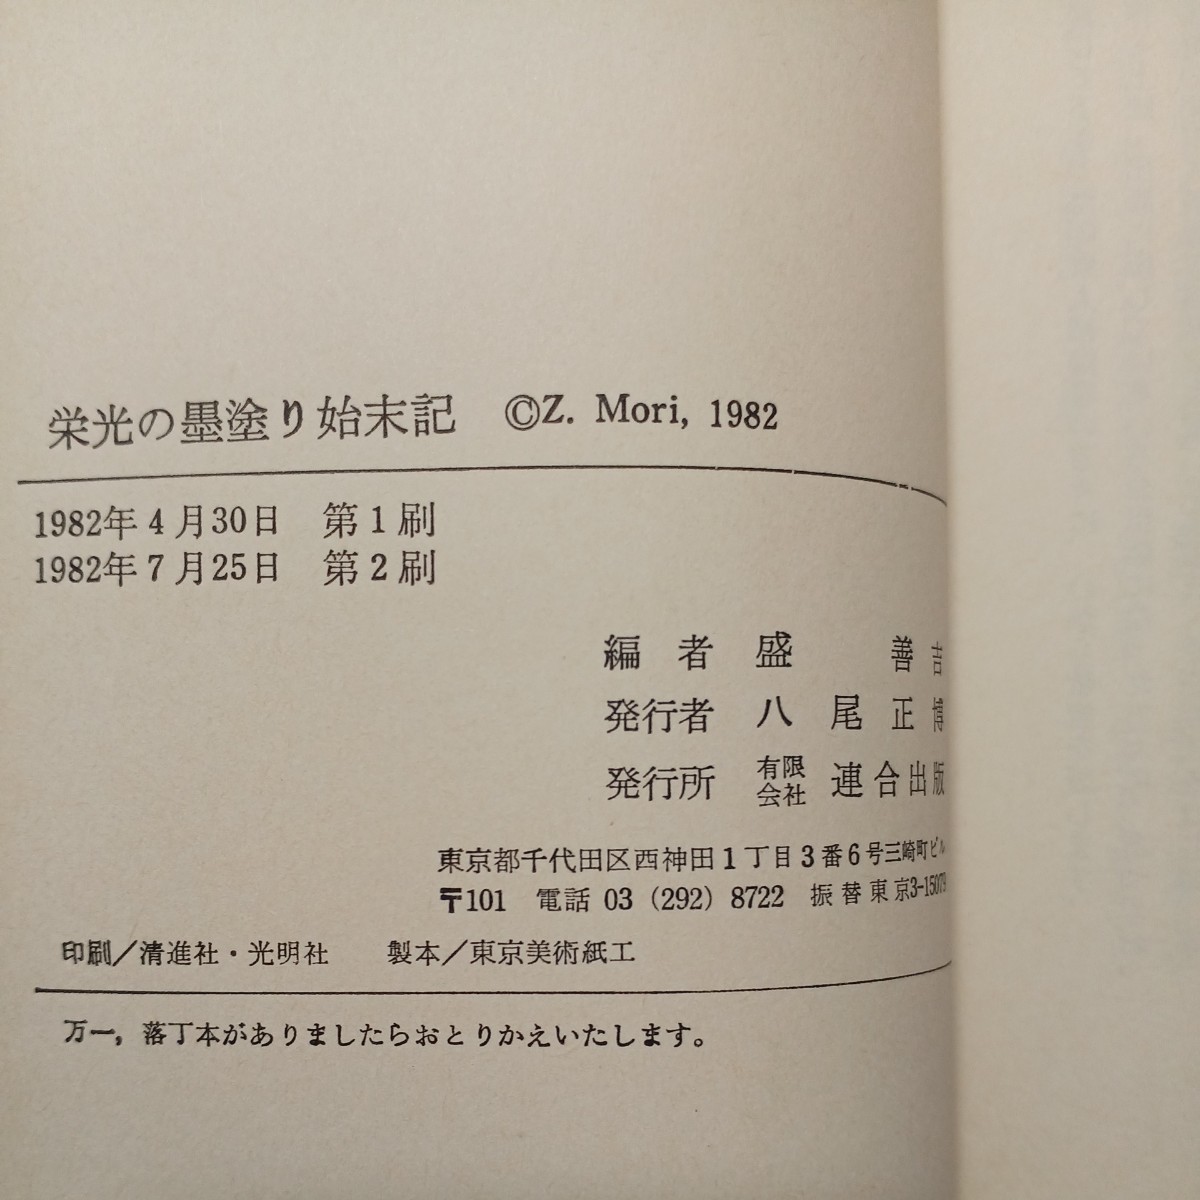 栄光の墨塗り始末記　©Z. Mori, 1982
1982年4月30日　第1刷
1982年7月25日　第2刷
編者　盛　善吉
発行者　八尾正博
発行所　有限会社　連合出版
東京都千代田区西神田1丁目3番6号三崎町ビル
〒101　電話 03 (292) 8722　振替東京3-15079
印刷/清進社・光明社　製本/東京美術紙工
万一，落丁本がありましたらおとりかえいたします。